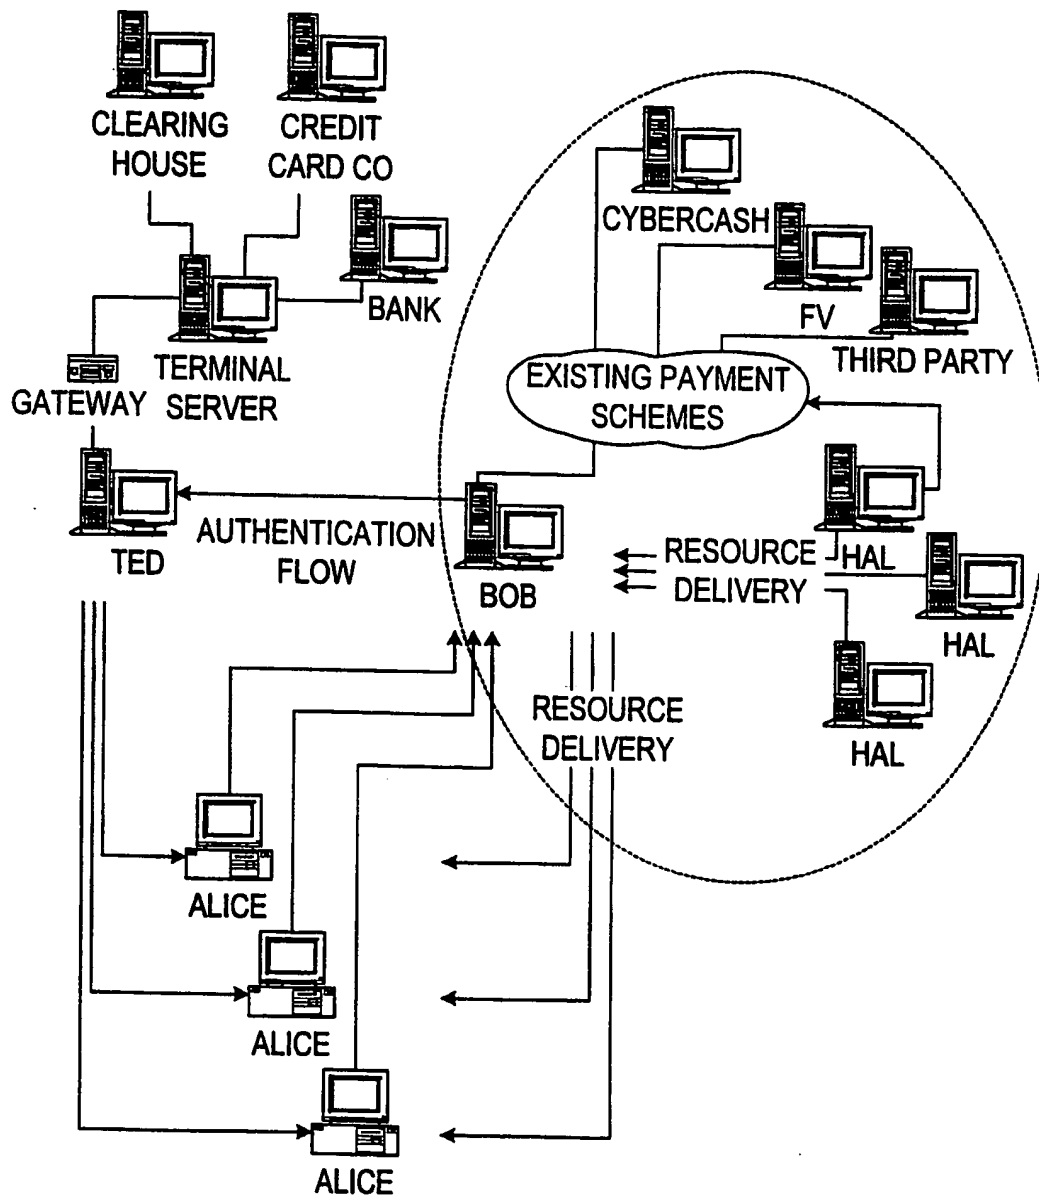 CLEARING
HOUSE
CREDIT
CARD CO
CYBERCASH
BANK
FV
THIRD PARTY
TERMINAL
SERVER
GATEWAY
EXISTING PAYMENT
SCHEMES
TED
AUTHENTICATION
FLOW
BOB
RESOURCE
DELIVERY
HAL
HAL
HAL
RESOURCE
DELIVERY
ALICE
ALICE
ALICE